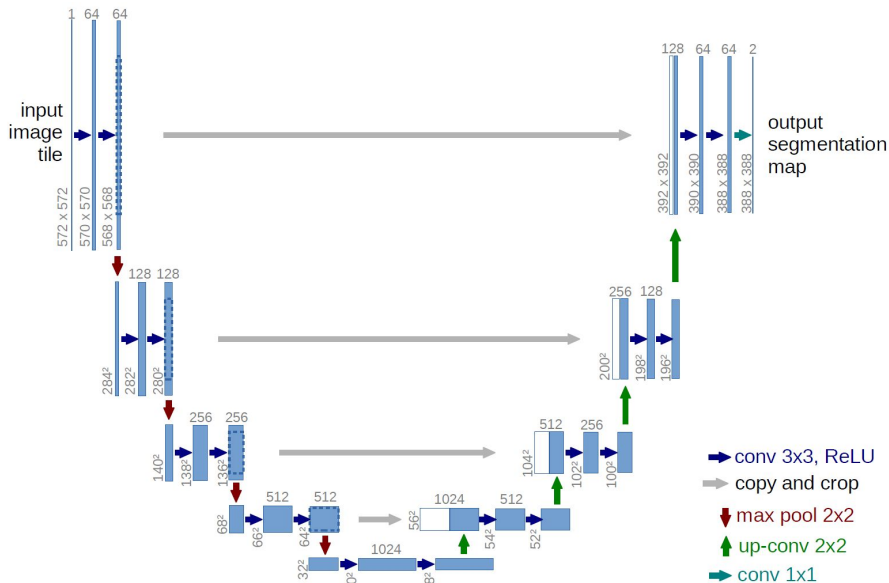 1 64 64
input
image
tile
572 x 572
570 x 570
568 x 568
128 64 64 2
392 x 392
390 x 390
388 x 388
388 x 388
output
segmentation
map
128 128
284²
282²
280²
256 128
200²
198²
196²
256 256
140²
138²
136²
512 256
104²
102²
100²
512 512
68²
66²
64²
1024 512
56²
54²
52²
1024
32²
conv 3x3, ReLU
copy and crop
max pool 2x2
up-conv 2x2
conv 1x1